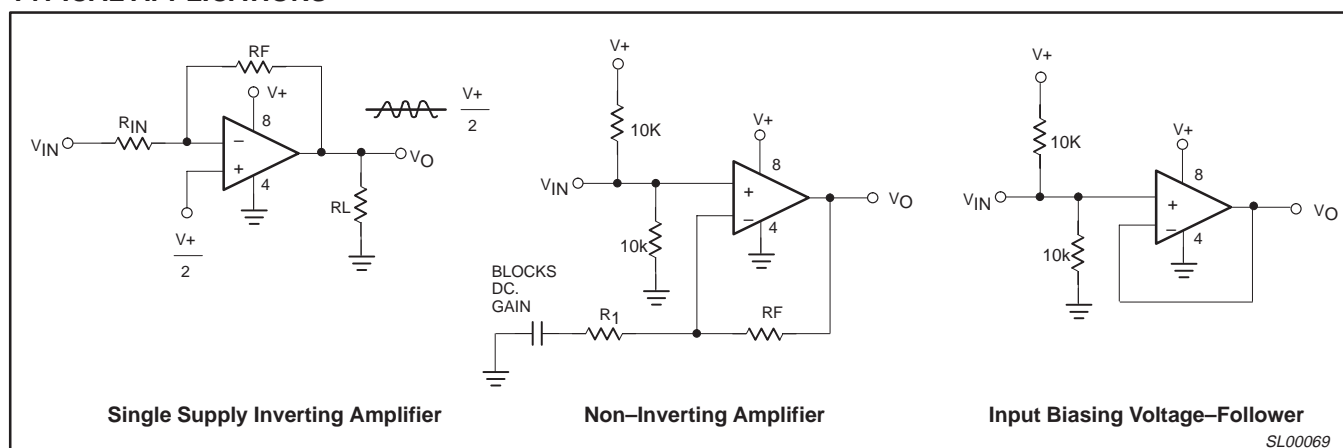 RF
V+
8
V+
2
RIN
VIN
−
+
VO
4
RL
V+
2
Single Supply Inverting Amplifier
V+
10K
V+
8
VIN
+
−
VO
4
10k
BLOCKS
DC.
GAIN
R1
RF
Non–Inverting Amplifier
V+
10K
V+
8
VIN
+
−
VO
4
10k
Input Biasing Voltage–Follower
SL00069